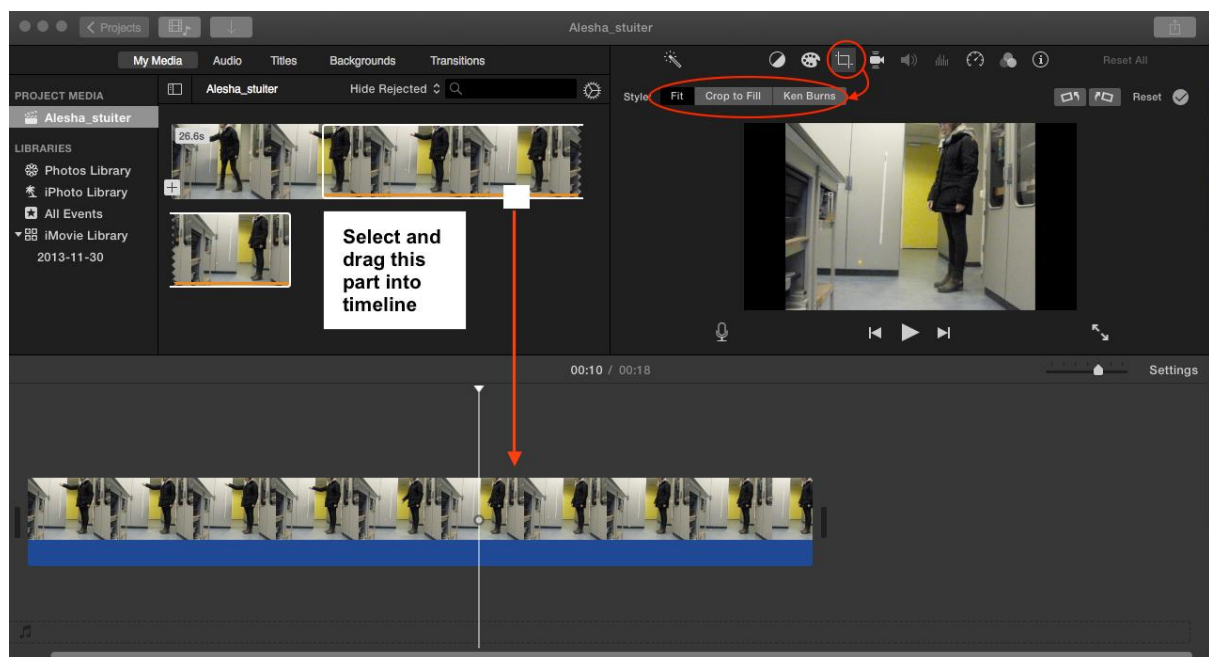 Projects
Alesha_stuiter
My Media Audio Titles Backgrounds Transitions
Reset All
PROJECT MEDIA
Alesha_stuiter Hide Rejected
Style: Fit Crop to Fill Ken Burns
Reset
Alesha_stuiter
LIBRARIES
Photos Library
iPhoto Library
All Events
iMovie Library
2013-11-30
26.6s
Select and
drag this
part into
timeline
00:10 / 00:18
Settings